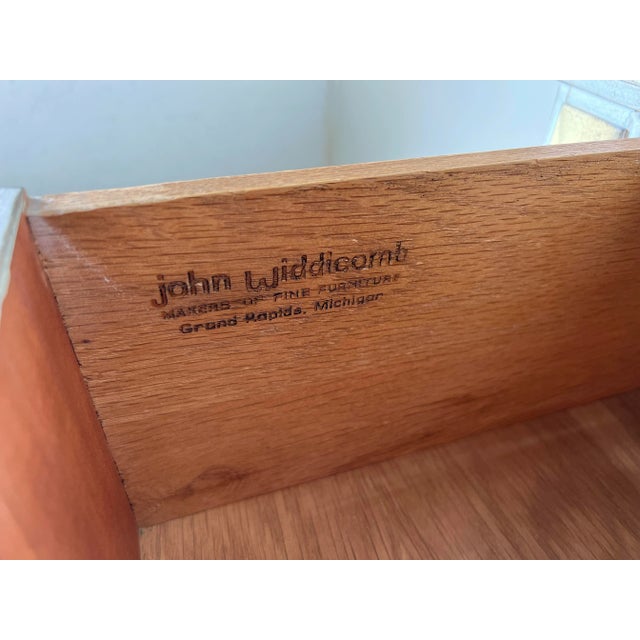 john Widdicomb
MAKERS OF FINE FURNITURE
Grand Rapids, Michigan